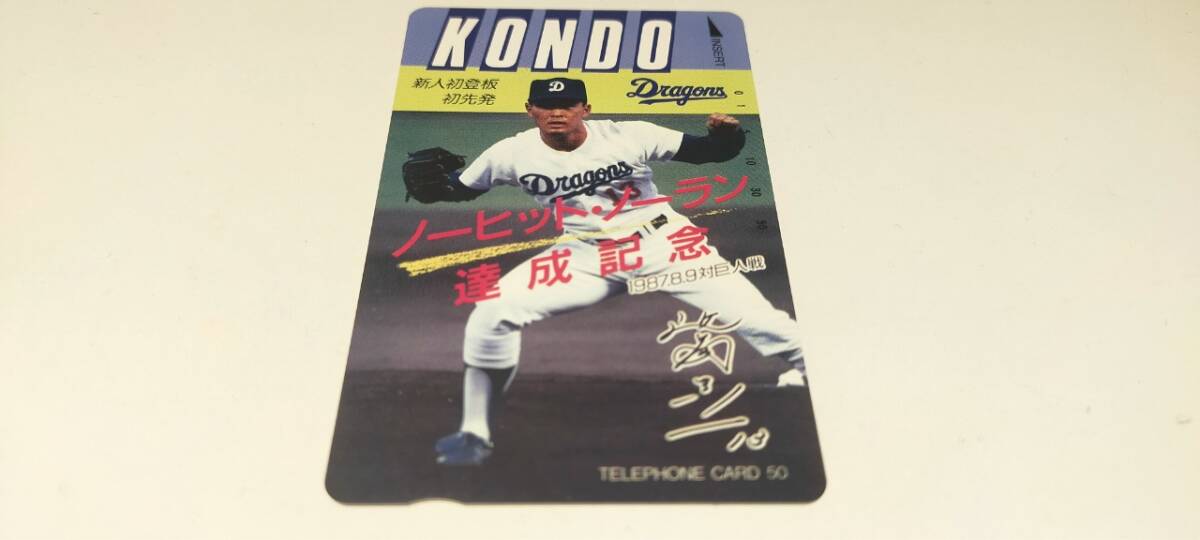 KONDO
INSERT
新人初登板
初先発
D
Dragons
0
1
10
30
50
Dragons
ノーヒット・ノーラン
達成記念
1987.8.9対巨人戦
13
TELEPHONE CARD 50